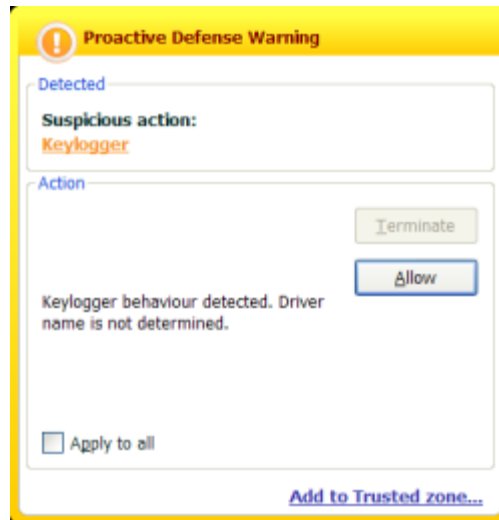 Proactive Defense Warning
Detected
Suspicious action:
Keylogger
Action
Terminate
Allow
Keylogger behaviour detected. Driver
name is not determined.
Apply to all
Add to Trusted zone...